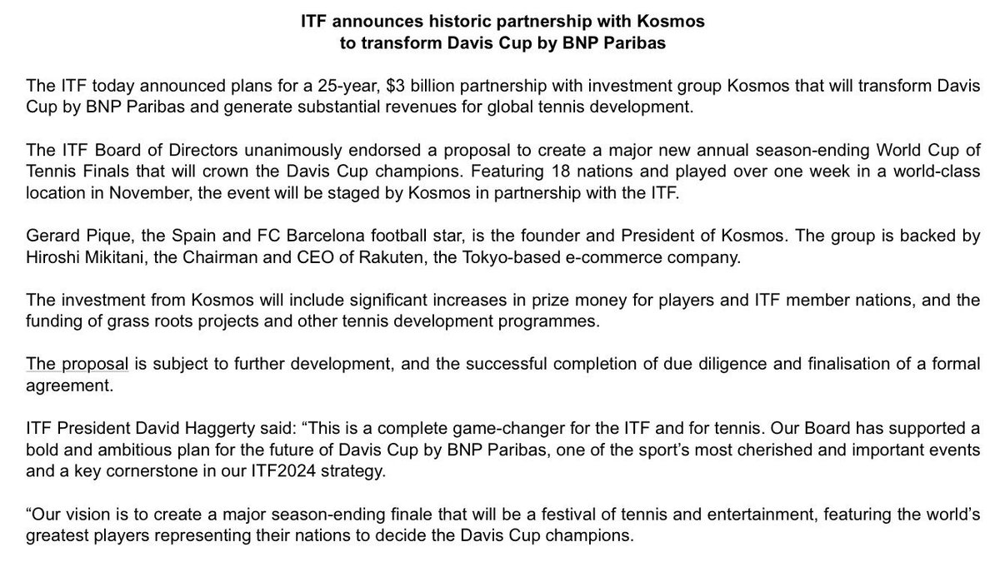 ITF announces historic partnership with Kosmos
to transform Davis Cup by BNP Paribas
The ITF today announced plans for a 25-year, $3 billion partnership with investment group Kosmos that will transform Davis
Cup by BNP Paribas and generate substantial revenues for global tennis development.
The ITF Board of Directors unanimously endorsed a proposal to create a major new annual season-ending World Cup of
Tennis Finals that will crown the Davis Cup champions. Featuring 18 nations and played over one week in a world-class
location in November, the event will be staged by Kosmos in partnership with the ITF.
Gerard Pique, the Spain and FC Barcelona football star, is the founder and President of Kosmos. The group is backed by
Hiroshi Mikitani, the Chairman and CEO of Rakuten, the Tokyo-based e-commerce company.
The investment from Kosmos will include significant increases in prize money for players and ITF member nations, and the
funding of grass roots projects and other tennis development programmes.
The proposal is subject to further development, and the successful completion of due diligence and finalisation of a formal
agreement.
ITF President David Haggerty said: “This is a complete game-changer for the ITF and for tennis. Our Board has supported a
bold and ambitious plan for the future of Davis Cup by BNP Paribas, one of the sport’s most cherished and important events
and a key cornerstone in our ITF2024 strategy.
“Our vision is to create a major season-ending finale that will be a festival of tennis and entertainment, featuring the world’s
greatest players representing their nations to decide the Davis Cup champions.